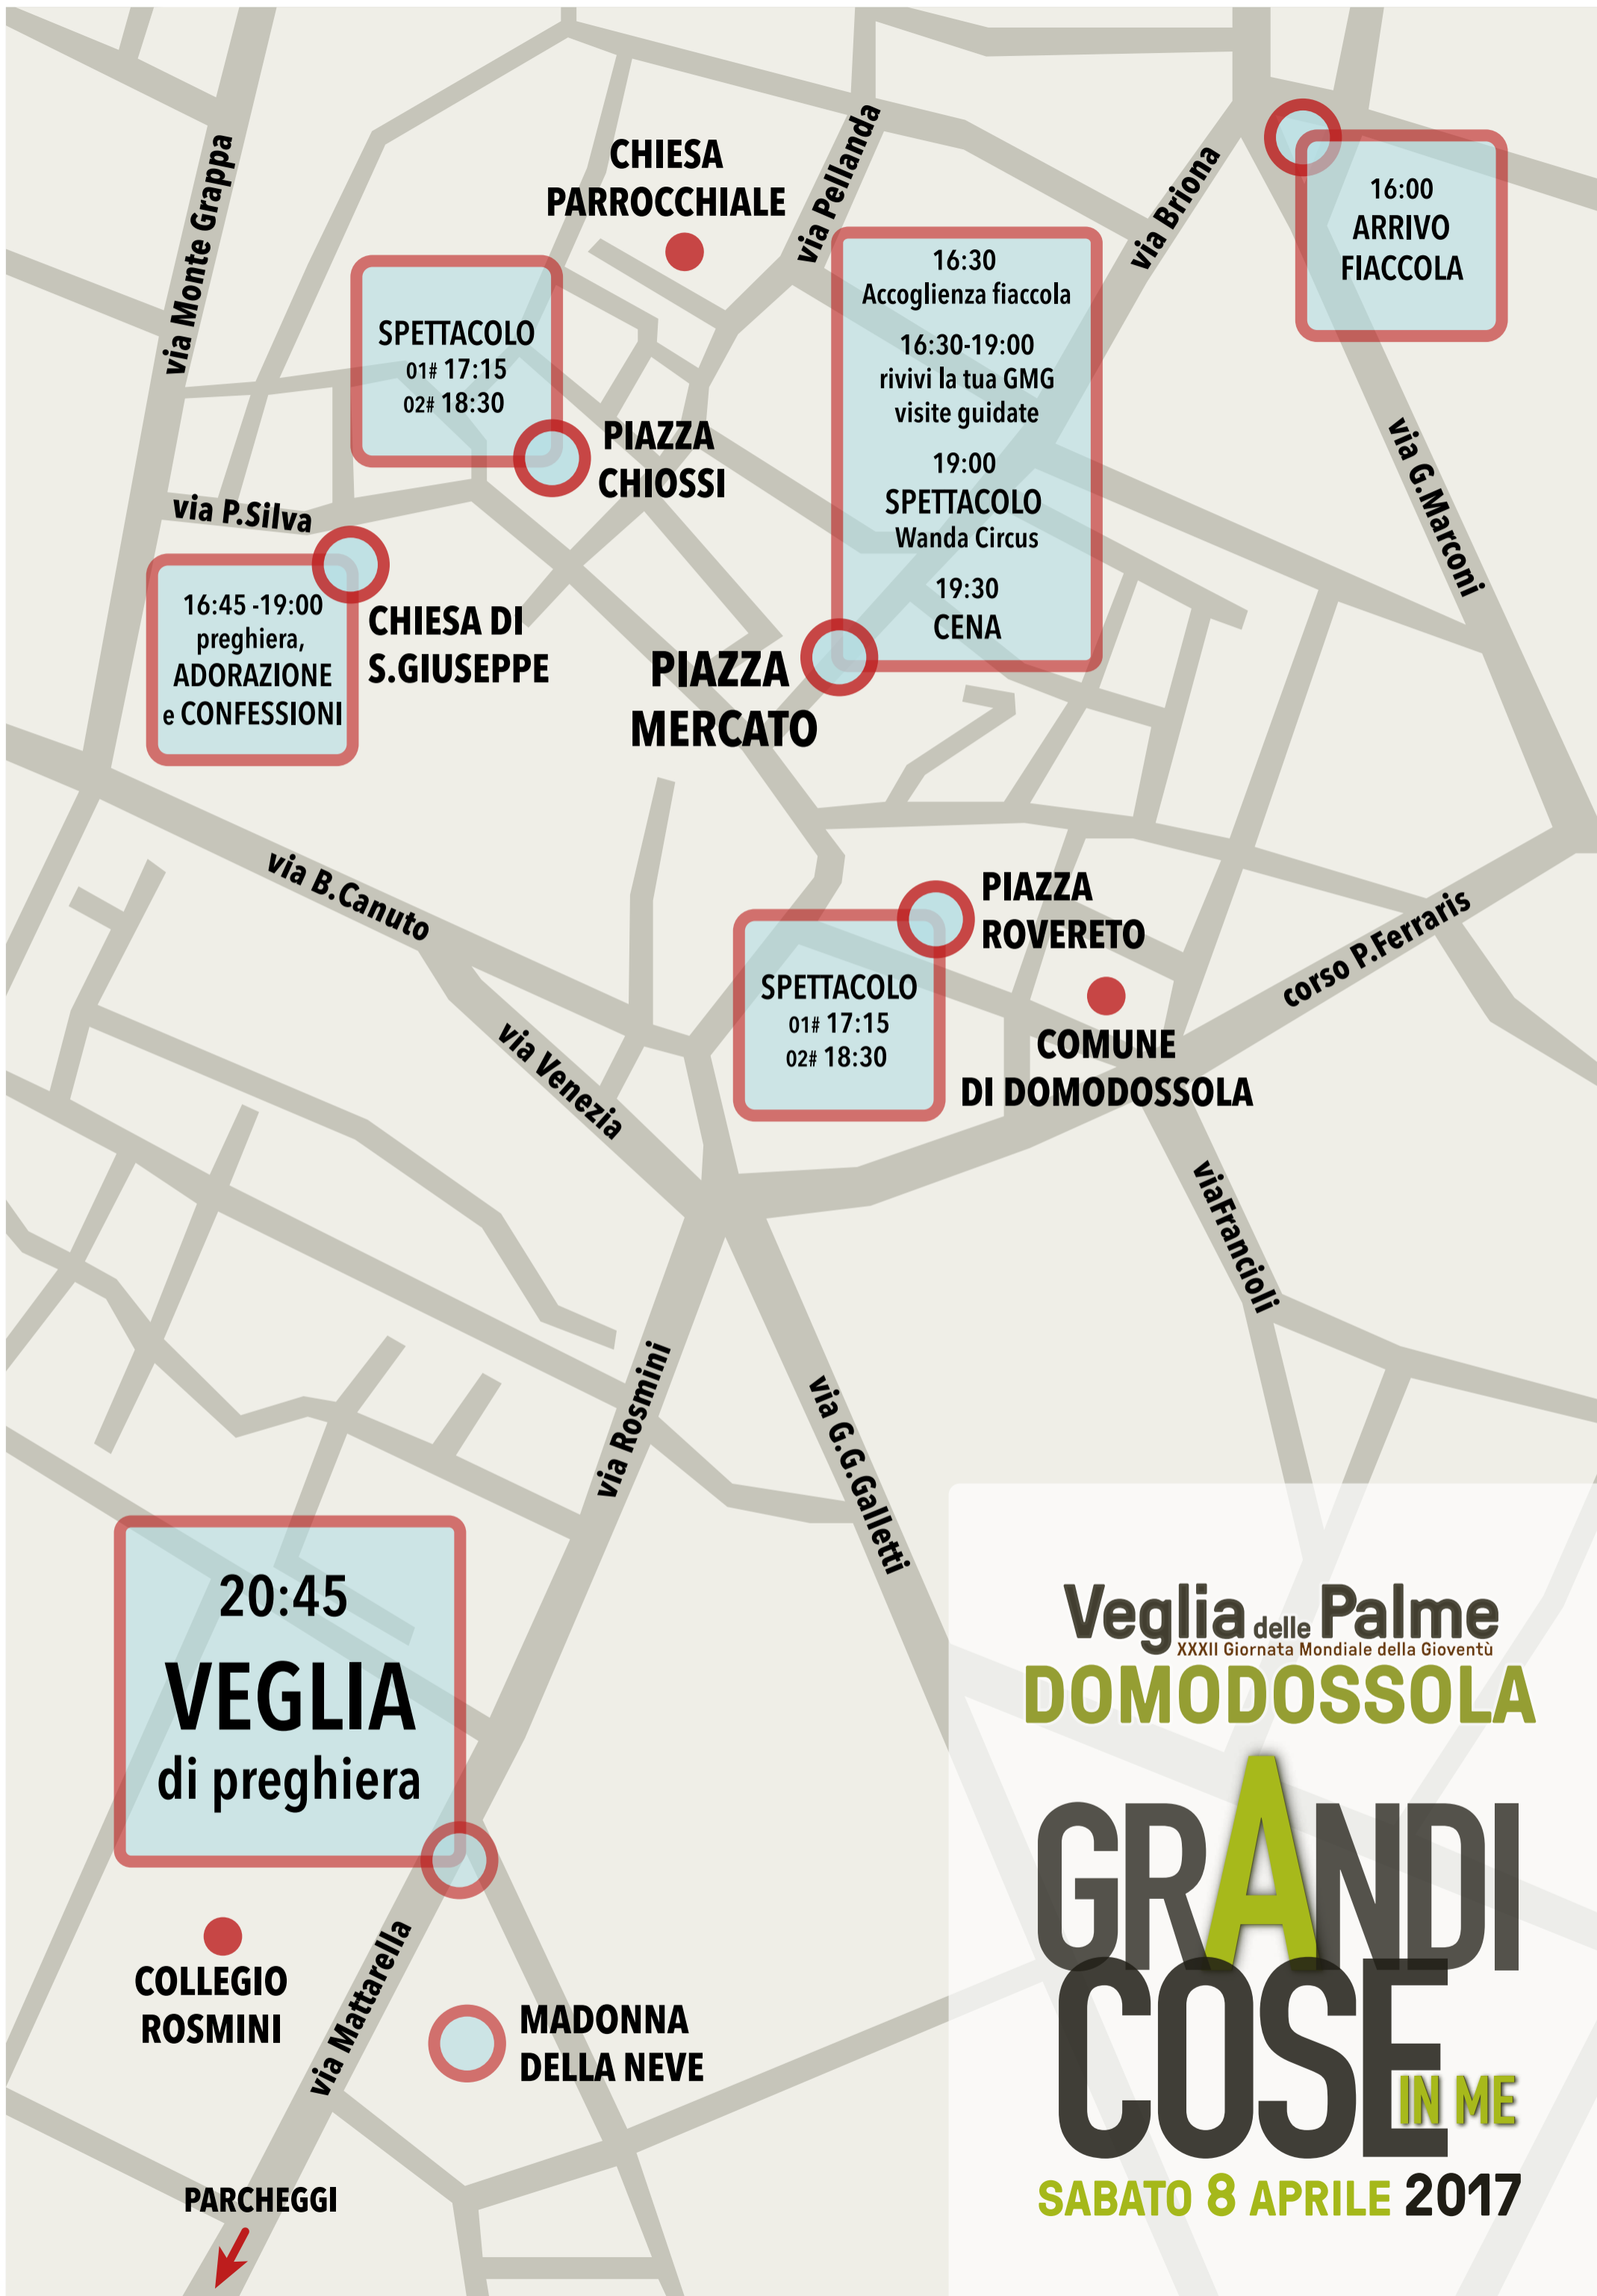 via Monte Grappa
CHIESA
PARROCCHIALE
via Pellanda
via Briona
16:00
ARRIVO
FIACCOLA
SPETTACOLO
01# 17:15
02# 18:30
PIAZZA
CHIOSSI
16:30
Accoglienza fiaccola
16:30-19:00
rivivi la tua GMG
visite guidate
19:00
SPETTACOLO
Wanda Circus
19:30
CENA
via G.Marconi
via P.Silva
16:45 -19:00
preghiera,
ADORAZIONE
e CONFESSIONI
CHIESA DI
S.GIUSEPPE
PIAZZA
MERCATO
via B.Canuto
PIAZZA
ROVERETO
corso P.Ferraris
SPETTACOLO
01# 17:15
02# 18:30
via Venezia
COMUNE
DI DOMODOSSOLA
viaFrancioli
via Rosmini
via G.G.Galletti
20:45
VEGLIA
di preghiera
COLLEGIO
ROSMINI
via Mattarella
MADONNA
DELLA NEVE
PARCHEGGI
Veglia delle Palme
XXXII Giornata Mondiale della Gioventù
DOMODOSSOLA
GRANDI
COSE
IN ME
SABATO 8 APRILE 2017